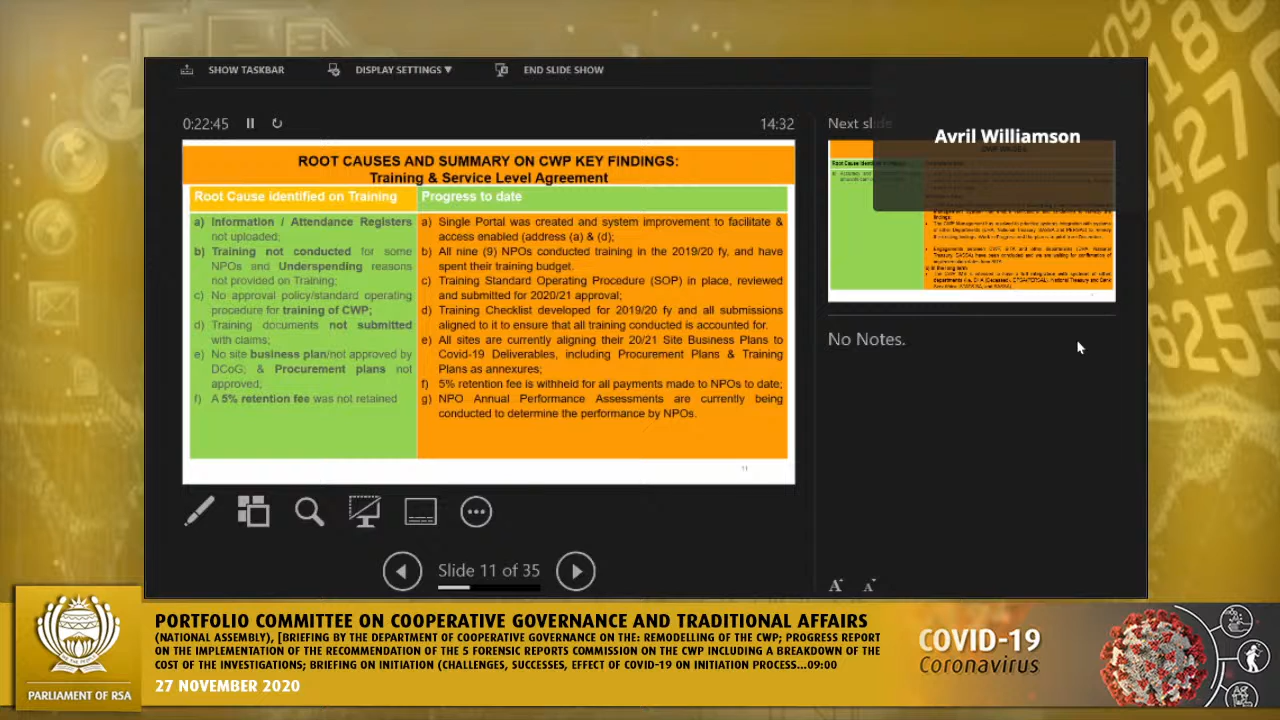 SHOW TASKBAR
DISPLAY SETTINGS ▼
END SLIDE SHOW
0:22:45
14:32
Next slide
Avril Williamson
ROOT CAUSES AND SUMMARY ON CWP KEY FINDINGS:
Training & Service Level Agreement
Root Cause identified on Training
a) Information / Attendance Registers
not uploaded;
b) Training not conducted for some
NPOs and Underspending reasons
not provided on Training;
c) No approval policy/standard operating
procedure for training of CWP;
d) Training documents not submitted
with claims;
e) No site business plan/not approved by
DCoG; & Procurement plans not
approved;
f) A 5% retention fee was not retained
Progress to date
a) Single Portal was created and system improvement to facilitate &
access enabled (address (a) & (d);
b) All nine (9) NPOs conducted training in the 2019/20 fy, and have
spent their training budget.
c) Training Standard Operating Procedure (SOP) in place, reviewed
and submitted for 2020/21 approval;
d) Training Checklist developed for 2019/20 fy and all submissions
aligned to it to ensure that all training conducted is accounted for.
e) All sites are currently aligning their 20/21 Site Business Plans to
Covid-19 Deliverables, including Procurement Plans & Training
Plans as annexures;
f) 5% retention fee is withheld for all payments made to NPOs to date;
g) NPO Annual Performance Assessments are currently being
conducted to determine the performance by NPOs.
11
CWP WAGES
No Notes.
Slide 11 of 35
A A
PARLIAMENT OF RSA
PORTFOLIO COMMITTEE ON COOPERATIVE GOVERNANCE AND TRADITIONAL AFFAIRS
(NATIONAL ASSEMBLY), [BRIEFING BY THE DEPARTMENT OF COOPERATIVE GOVERNANCE ON THE: REMODELLING OF THE CWP; PROGRESS REPORT
ON THE IMPLEMENTATION OF THE RECOMMENDATION OF THE 5 FORENSIC REPORTS COMMISSION ON THE CWP INCLUDING A BREAKDOWN OF THE
COST OF THE INVESTIGATIONS; BRIEFING ON INITIATION (CHALLENGES, SUCCESSES, EFFECT OF COVID-19 ON INITIATION PROCESS...09:00
27 NOVEMBER 2020
COVID-19
Coronavirus